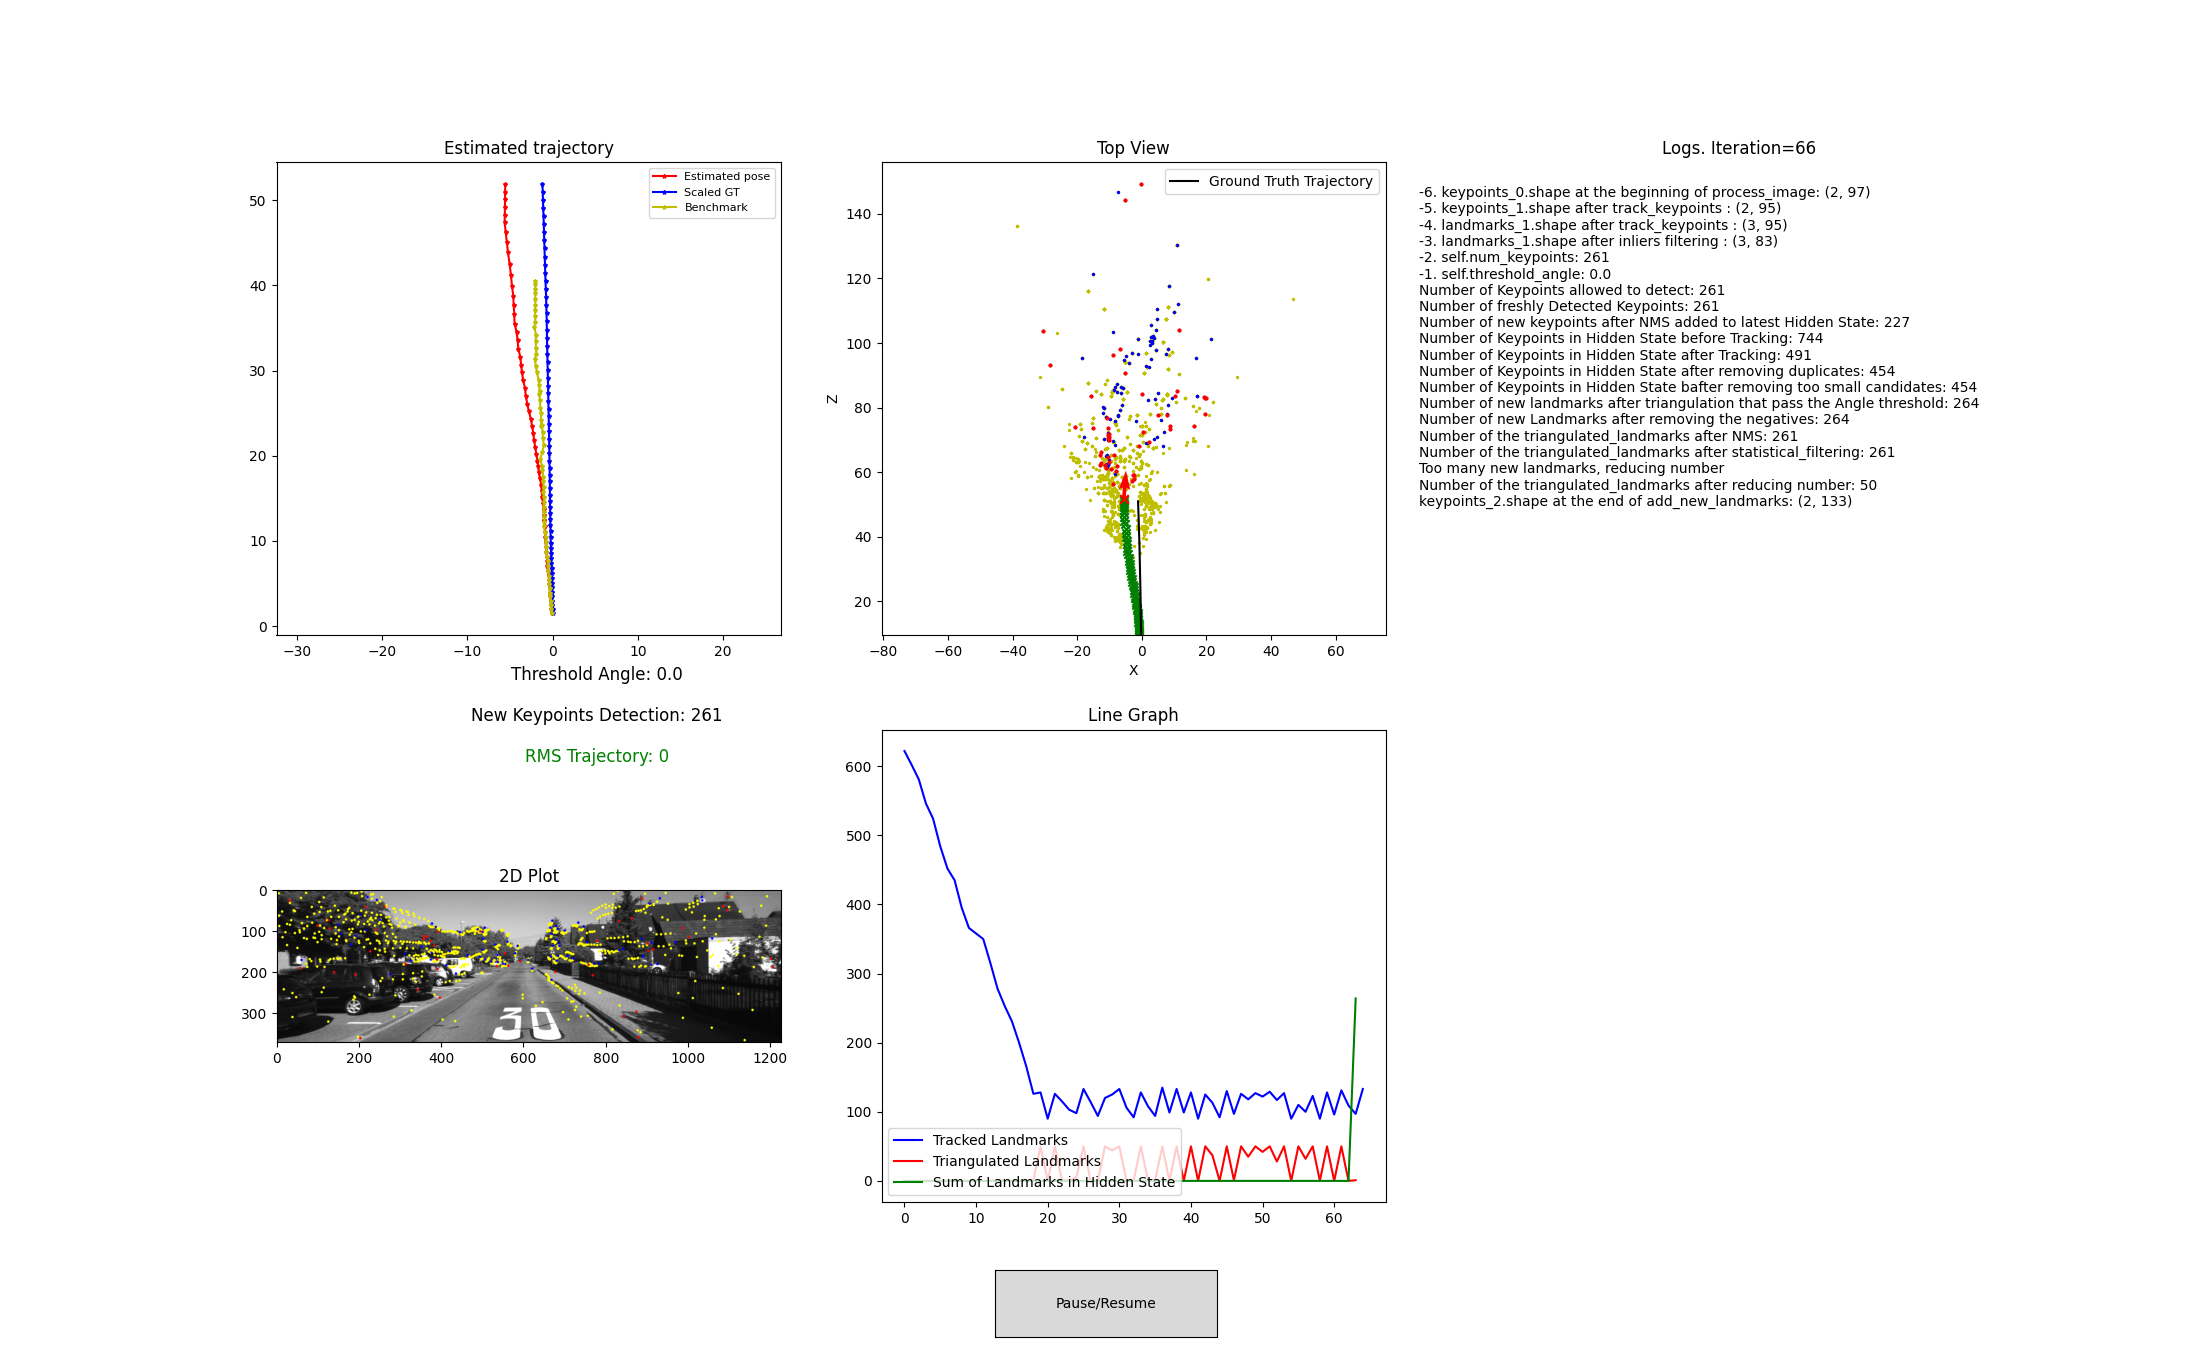 Estimated trajectory
Estimated pose
Scaled GT
Benchmark
50
40
30
20
10
0
−30
−20
−10
0
10
20
Top View
Ground Truth Trajectory
Z
140
120
100
80
60
40
20
−80
−60
−40
−20
0
20
40
60
X
Logs. Iteration=66
-6. keypoints_0.shape at the beginning of process_image: (2, 97)
-5. keypoints_1.shape after track_keypoints : (2, 95)
-4. landmarks_1.shape after track_keypoints : (3, 95)
-3. landmarks_1.shape after inliers filtering : (3, 83)
-2. self.num_keypoints: 261
-1. self.threshold_angle: 0.0
Number of Keypoints allowed to detect: 261
Number of freshly Detected Keypoints: 261
Number of new keypoints after NMS added to latest Hidden State: 227
Number of Keypoints in Hidden State before Tracking: 744
Number of Keypoints in Hidden State after Tracking: 491
Number of Keypoints in Hidden State after removing duplicates: 454
Number of Keypoints in Hidden State bafter removing too small candidates: 454
Number of new landmarks after triangulation that pass the Angle threshold: 264
Number of new Landmarks after removing the negatives: 264
Number of the triangulated_landmarks after NMS: 261
Number of the triangulated_landmarks after statistical_filtering: 261
Too many new landmarks, reducing number
Number of the triangulated_landmarks after reducing number: 50
keypoints_2.shape at the end of add_new_landmarks: (2, 133)
Threshold Angle: 0.0
New Keypoints Detection: 261
RMS Trajectory: 0
2D Plot
0
100
200
300
30
0
200
400
600
800
1000
1200
Line Graph
600
500
400
300
200
100
0
Tracked Landmarks
Triangulated Landmarks
Sum of Landmarks in Hidden State
0
10
20
30
40
50
60
Pause/Resume